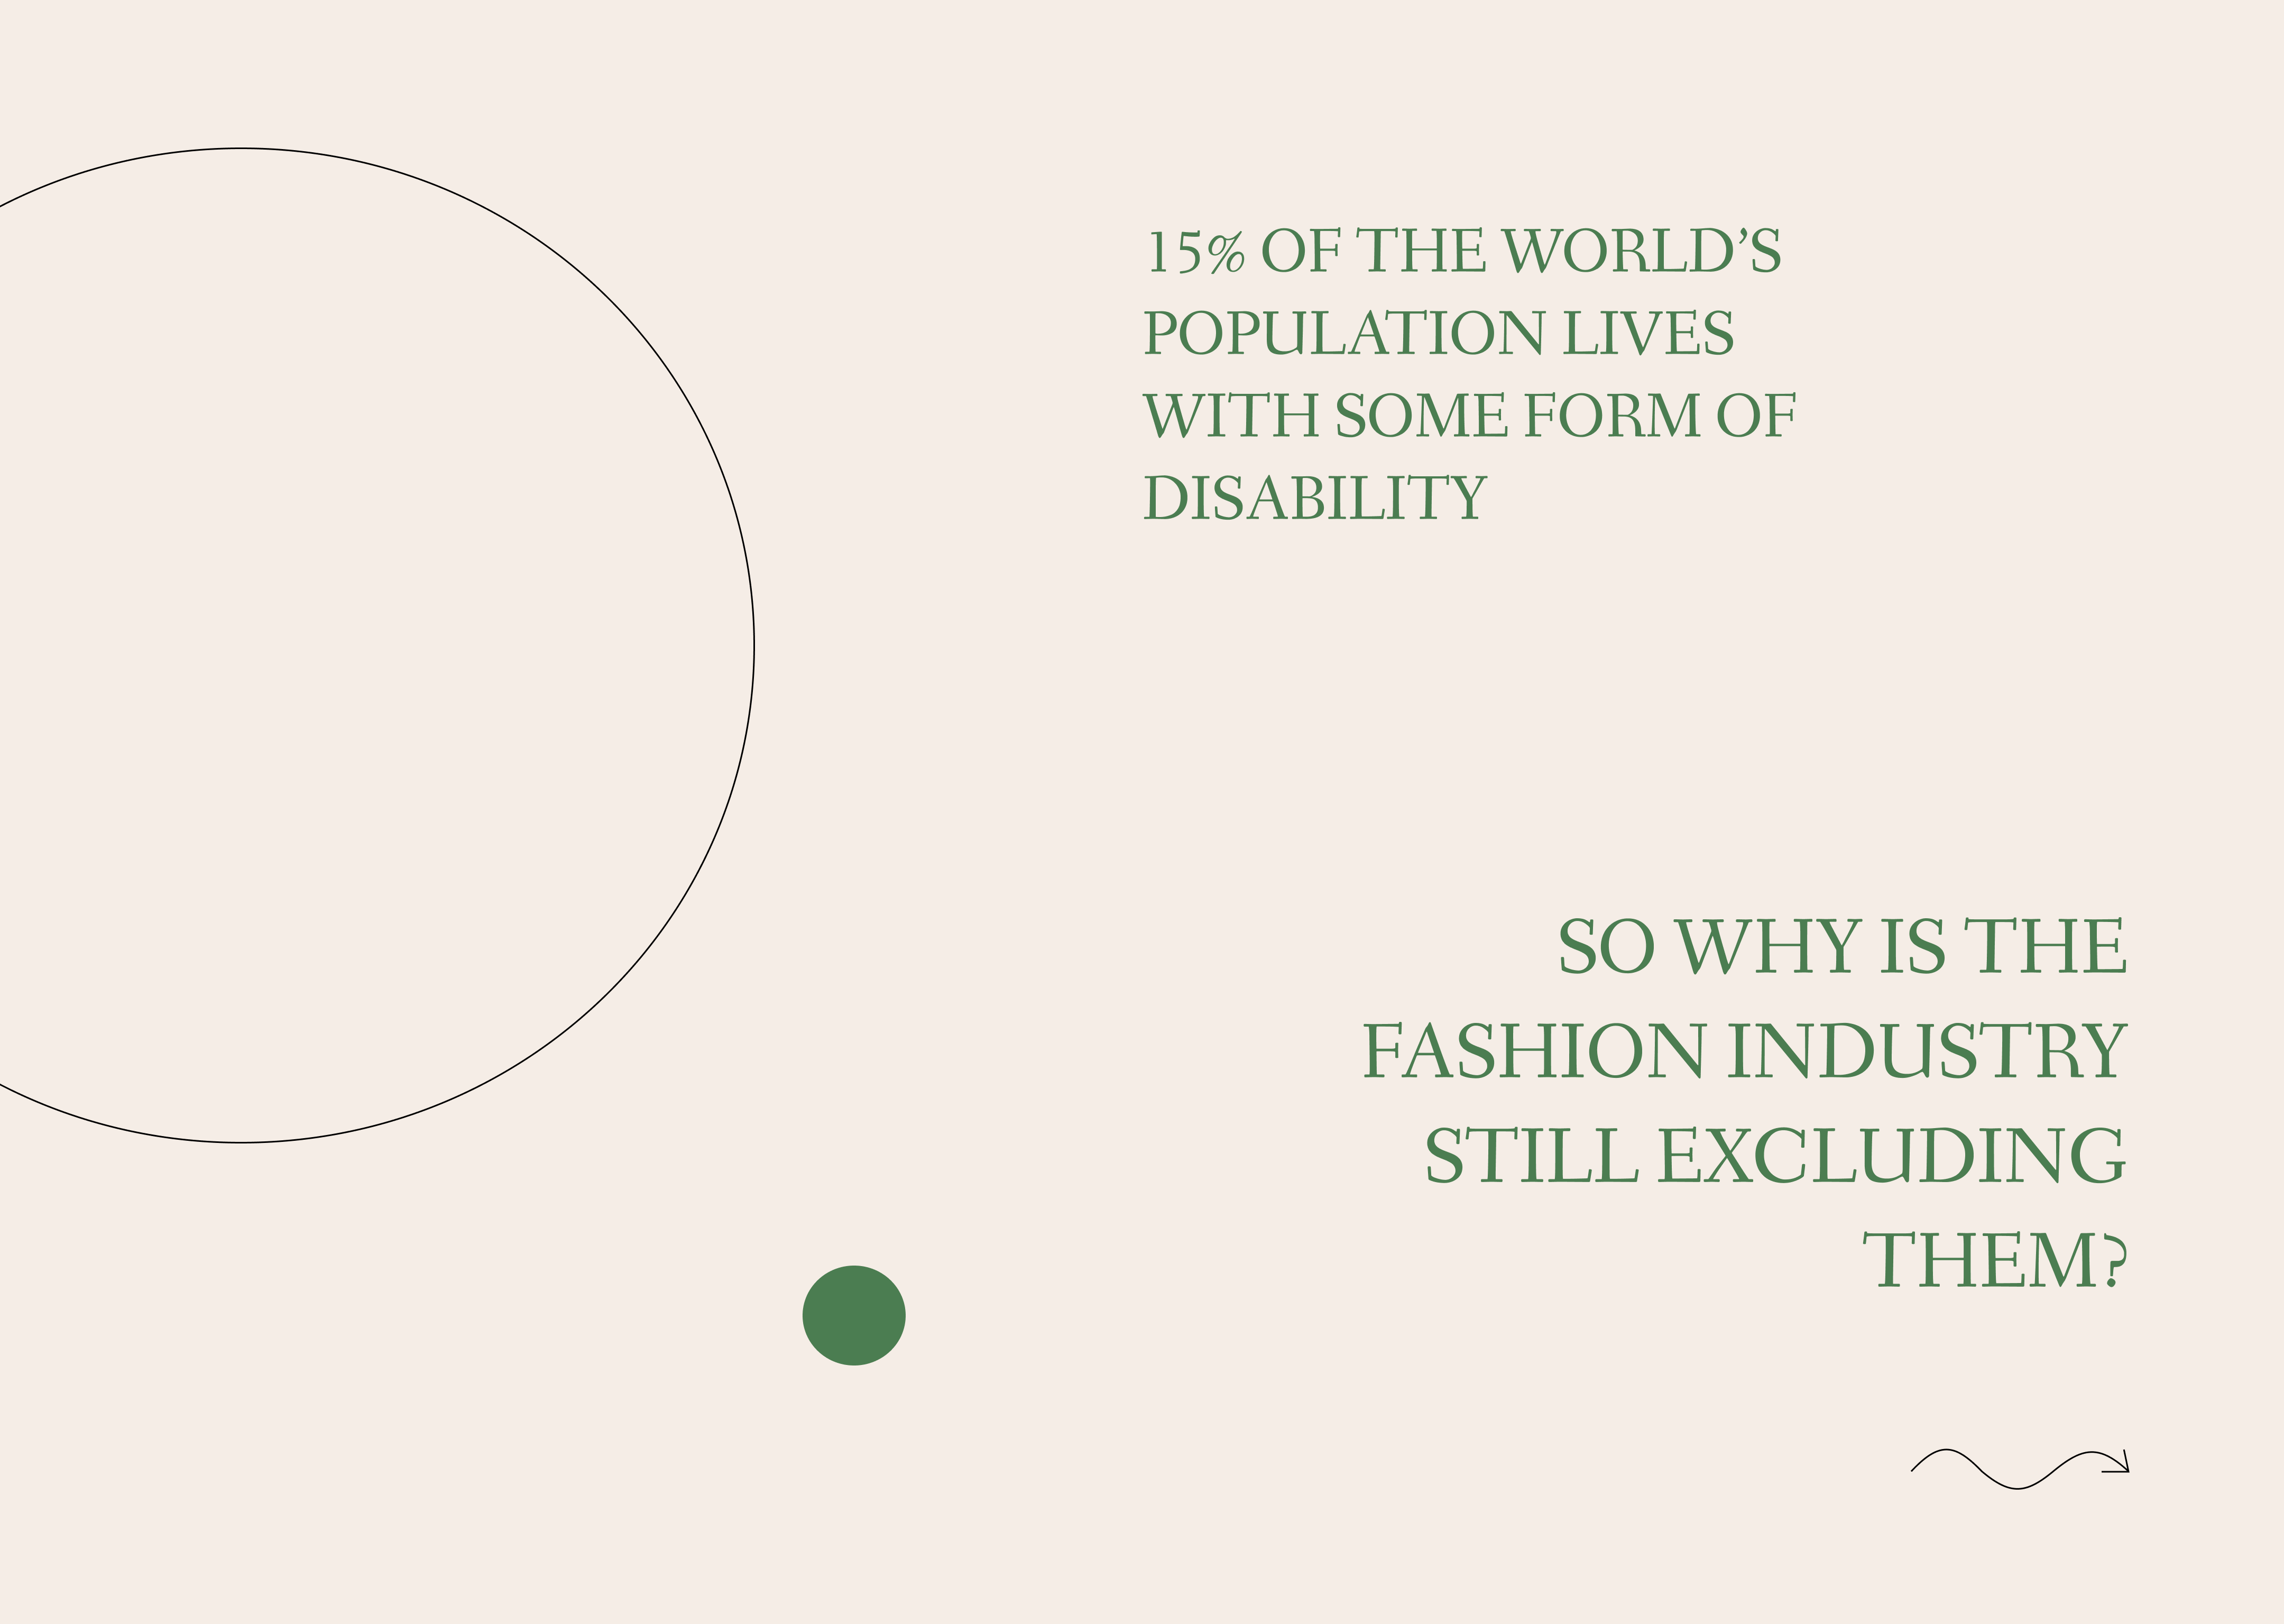 15% OF THE WORLD’S
POPULATION LIVES
WITH SOME FORM OF
DISABILITY
SO WHY IS THE
FASHION INDUSTRY
STILL EXCLUDING
THEM?